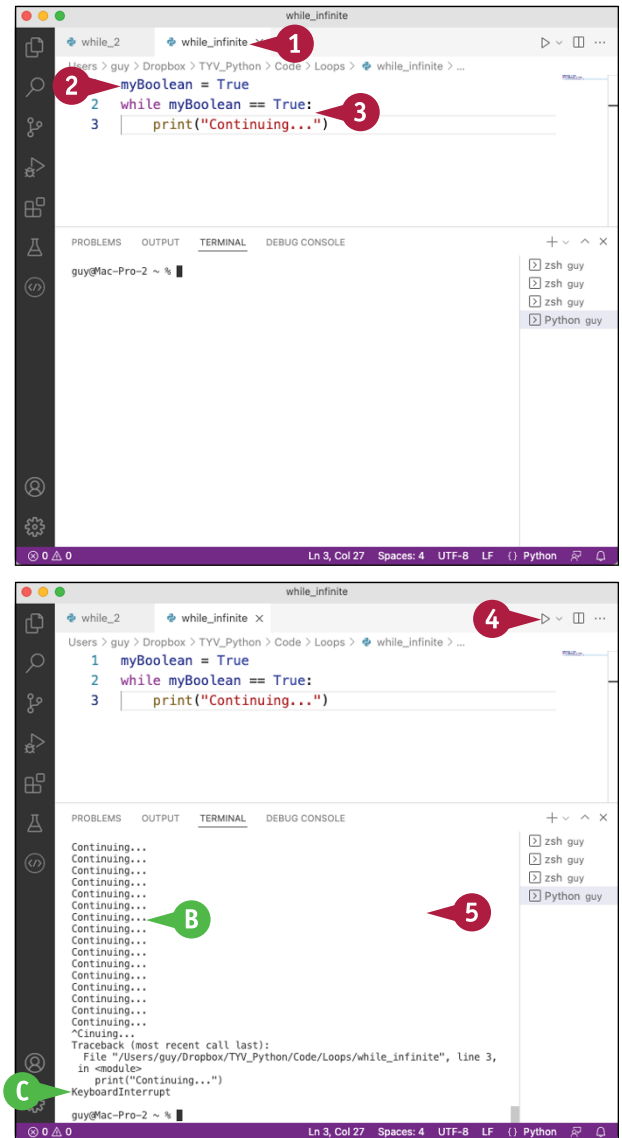 while_infinite
while_2 while_infinite × 1
Users > guy > Dropbox > TYV_Python > Code > Loops > while_infinite > ...
2 myBoolean = True
2 while myBoolean == True: 3
3 print("Continuing...")
PROBLEMS OUTPUT TERMINAL DEBUG CONSOLE
guy@Mac-Pro-2 ~ %
zsh guy
zsh guy
zsh guy
Python guy
0 0 Ln 3, Col 27 Spaces: 4 UTF-8 LF {} Python
while_infinite
while_2 while_infinite × 4
Users > guy > Dropbox > TYV_Python > Code > Loops > while_infinite > ...
1 myBoolean = True
2 while myBoolean == True:
3 print("Continuing...")
PROBLEMS OUTPUT TERMINAL DEBUG CONSOLE
zsh guy
zsh guy
zsh guy
Python guy
Continuing...
Continuing...
Continuing...
Continuing...
Continuing...
Continuing...
Continuing... B 5
Continuing...
Continuing...
Continuing...
Continuing...
Continuing...
Continuing...
Continuing...
Continuing...
Continuing...
^Cinuing...
Traceback (most recent call last):
File "/Users/guy/Dropbox/TYV_Python/Code/Loops/while_infinite", line 3,
in <module>
print("Continuing...")
C KeyboardInterrupt
guy@Mac-Pro-2 ~ %
0 0 Ln 3, Col 27 Spaces: 4 UTF-8 LF {} Python